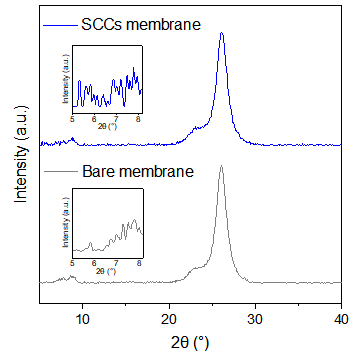 SCCs membrane
Intensity (a.u.)
5 6 7 8
2θ (°)
Bare membrane
Intensity (a.u.)
5 6 7 8
2θ (°)
Intensity (a.u.)
10 20 30 40
2θ (°)